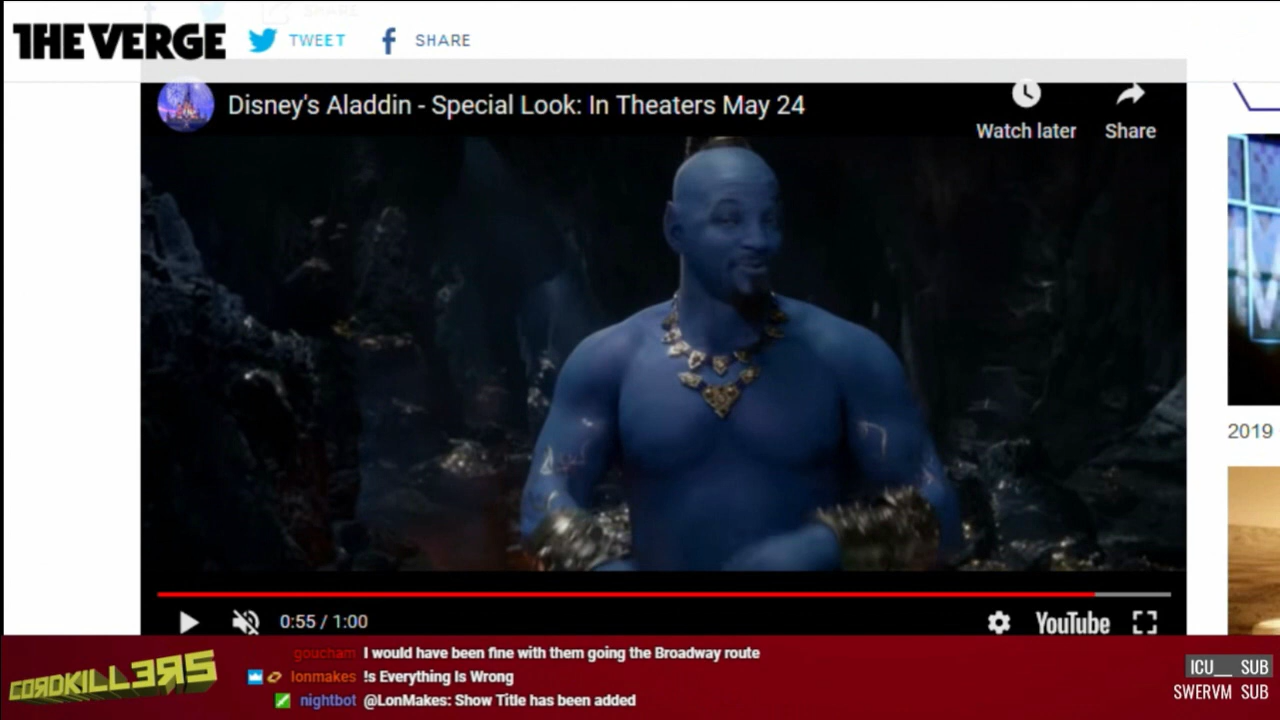 SHARE
THE VERGE TWEET SHARE
Disney's Aladdin - Special Look: In Theaters May 24
Watch later Share
2019
0:55 / 1:00 YouTube
CORDKILLERS
goucham I would have been fine with them going the Broadway route
lonmakes !s Everything Is Wrong
nightbot @LonMakes: Show Title has been added
ICU__ SUB
SWERVM SUB